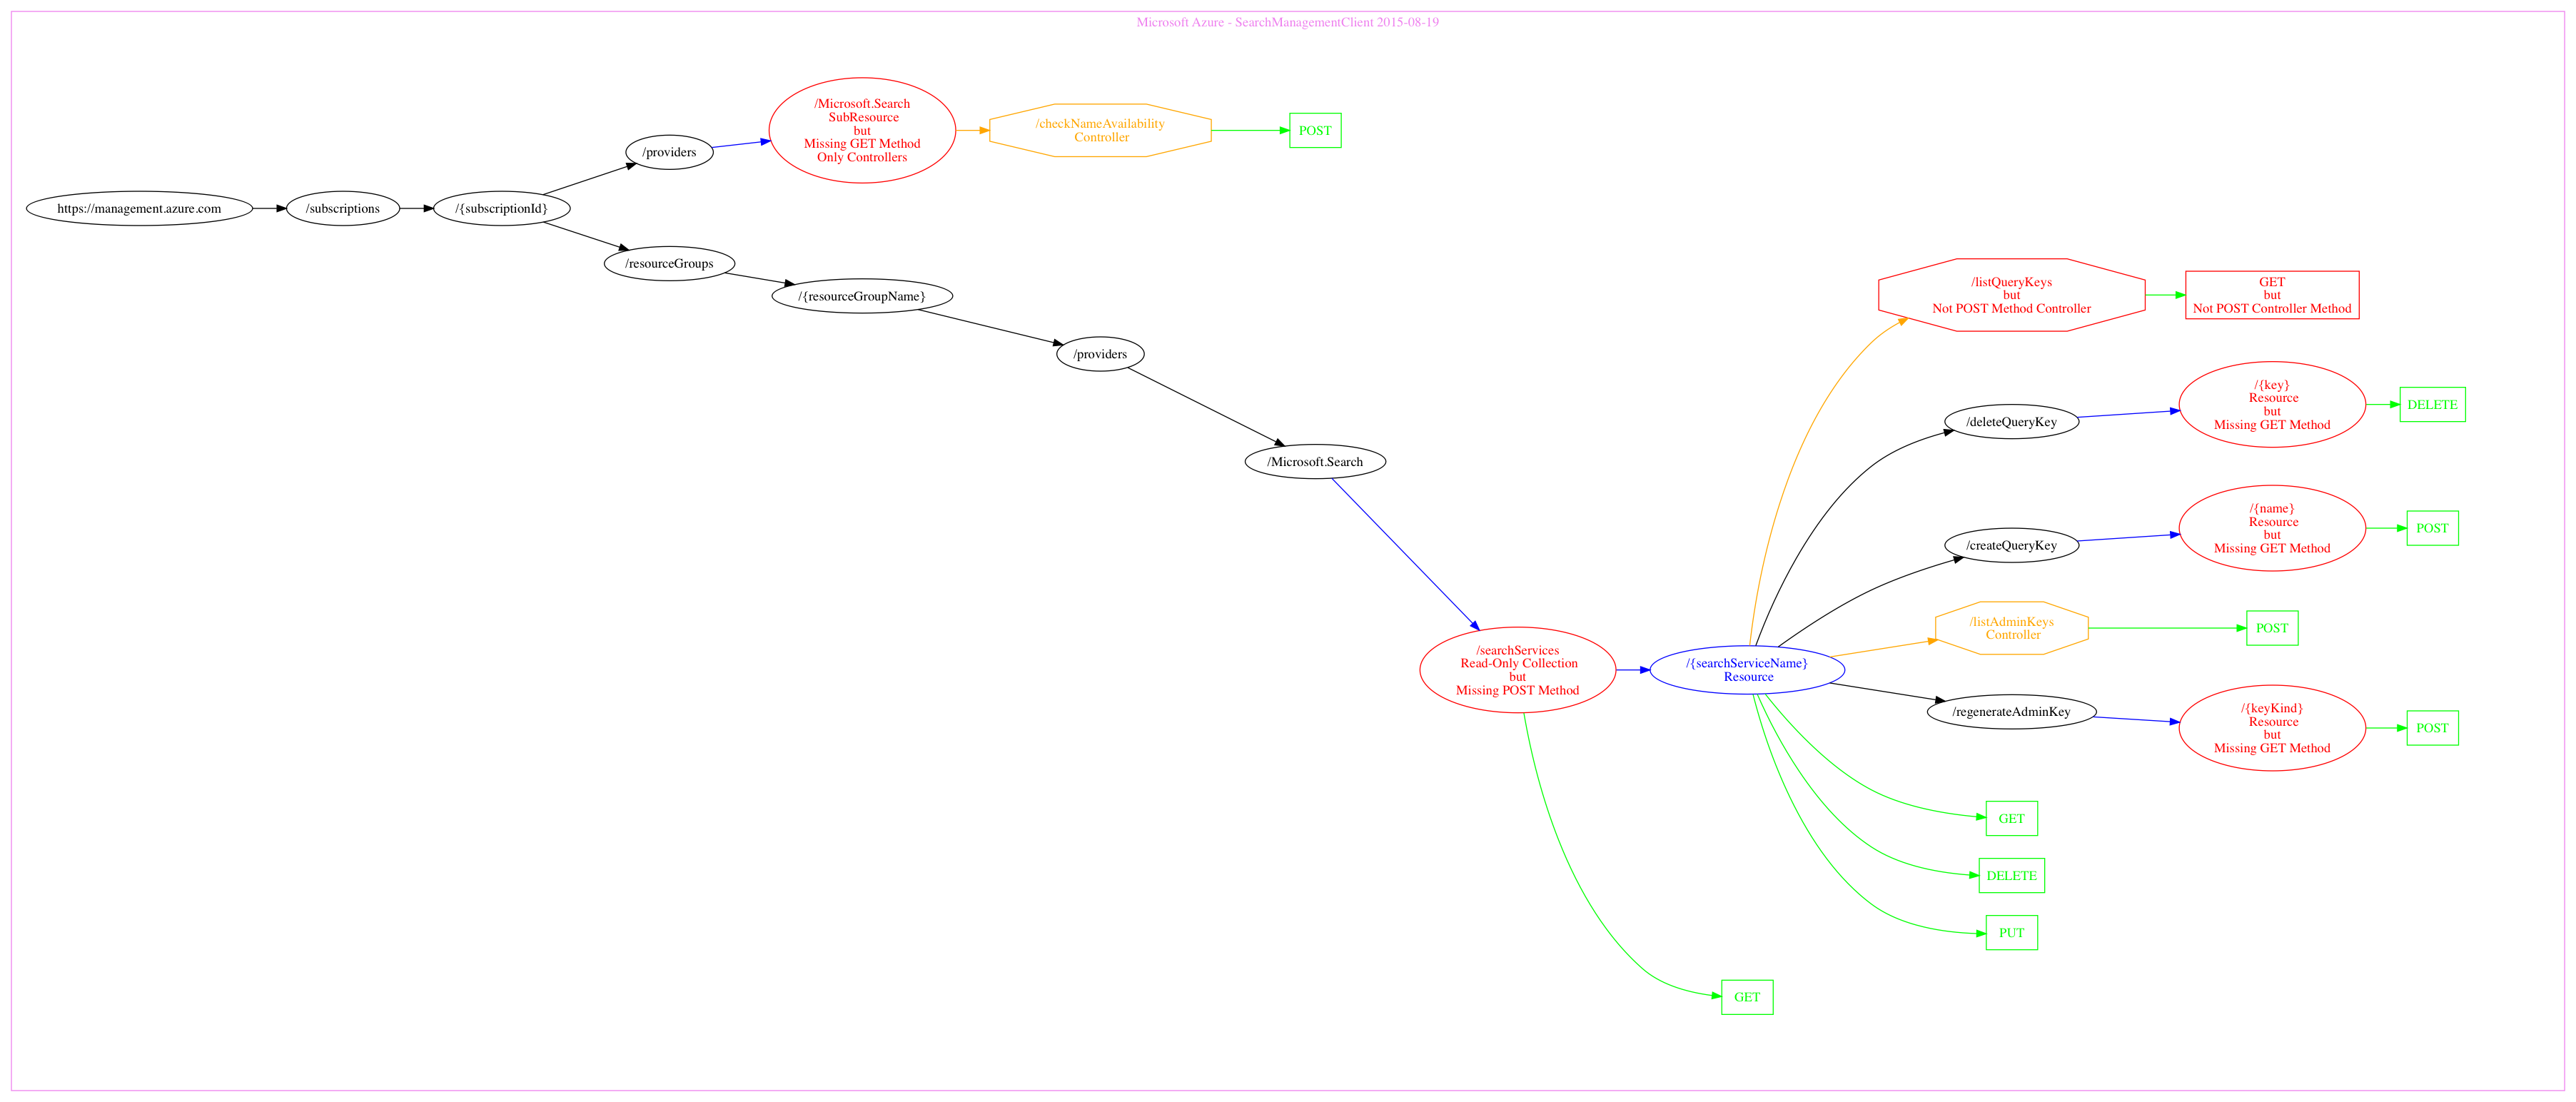 Microsoft Azure - SearchManagementClient 2015-08-19
/Microsoft.Search
SubResource
but
Missing GET Method
Only Controllers
/checkNameAvailability
Controller
POST
/providers
https://management.azure.com
/subscriptions
/{subscriptionId}
/resourceGroups
/{resourceGroupName}
/providers
/Microsoft.Search
/searchServices
Read-Only Collection
but
Missing POST Method
/{searchServiceName}
Resource
/listQueryKeys
but
Not POST Method Controller
GET
but
Not POST Controller Method
/deleteQueryKey
/{key}
Resource
but
Missing GET Method
DELETE
/createQueryKey
/{name}
Resource
but
Missing GET Method
POST
/listAdminKeys
Controller
POST
/regenerateAdminKey
/{keyKind}
Resource
but
Missing GET Method
POST
GET
DELETE
PUT
GET